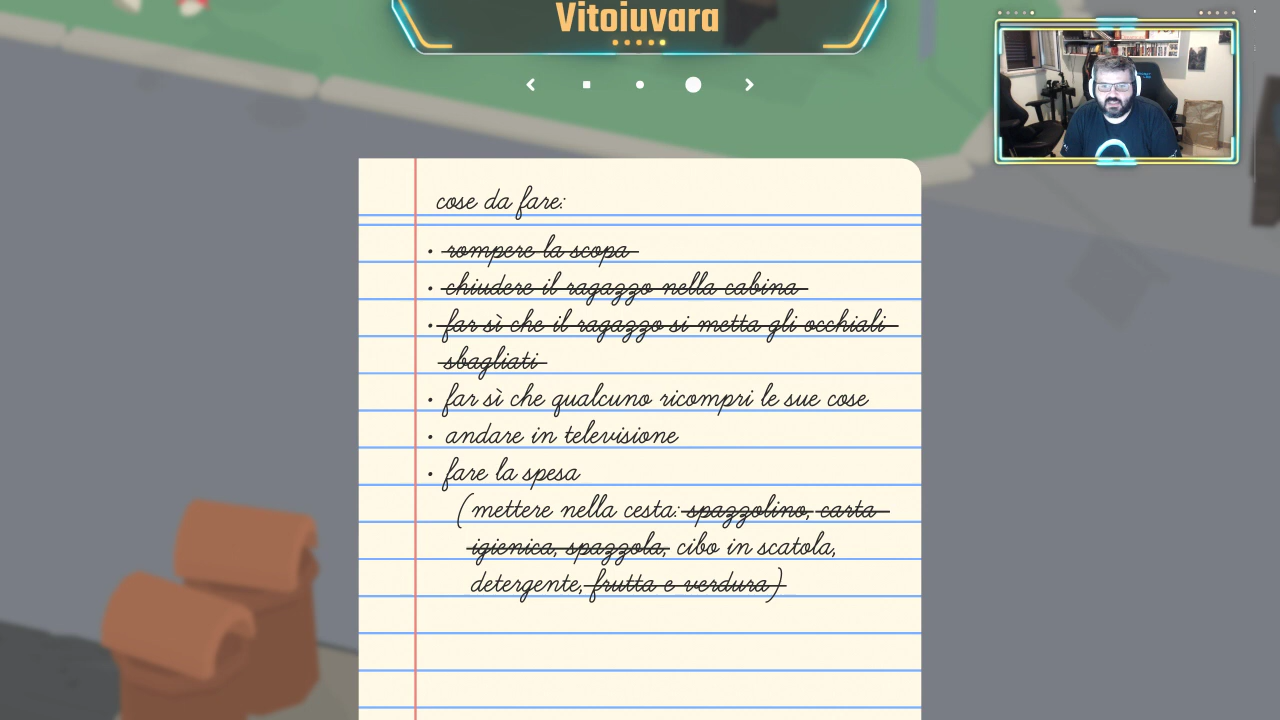 Vitoiuvara
cose da fare:
• rompere la scopa
• chiudere il ragazzo nella cabina
• far sì che il ragazzo si metta gli occhiali
sbagliati
• far sì che qualcuno ricompri le sue cose
• andare in televisione
• fare la spesa
(mettere nella cesta: spazzolino, carta
igienica, spazzola, cibo in scatola,
detergente, frutta e verdura)